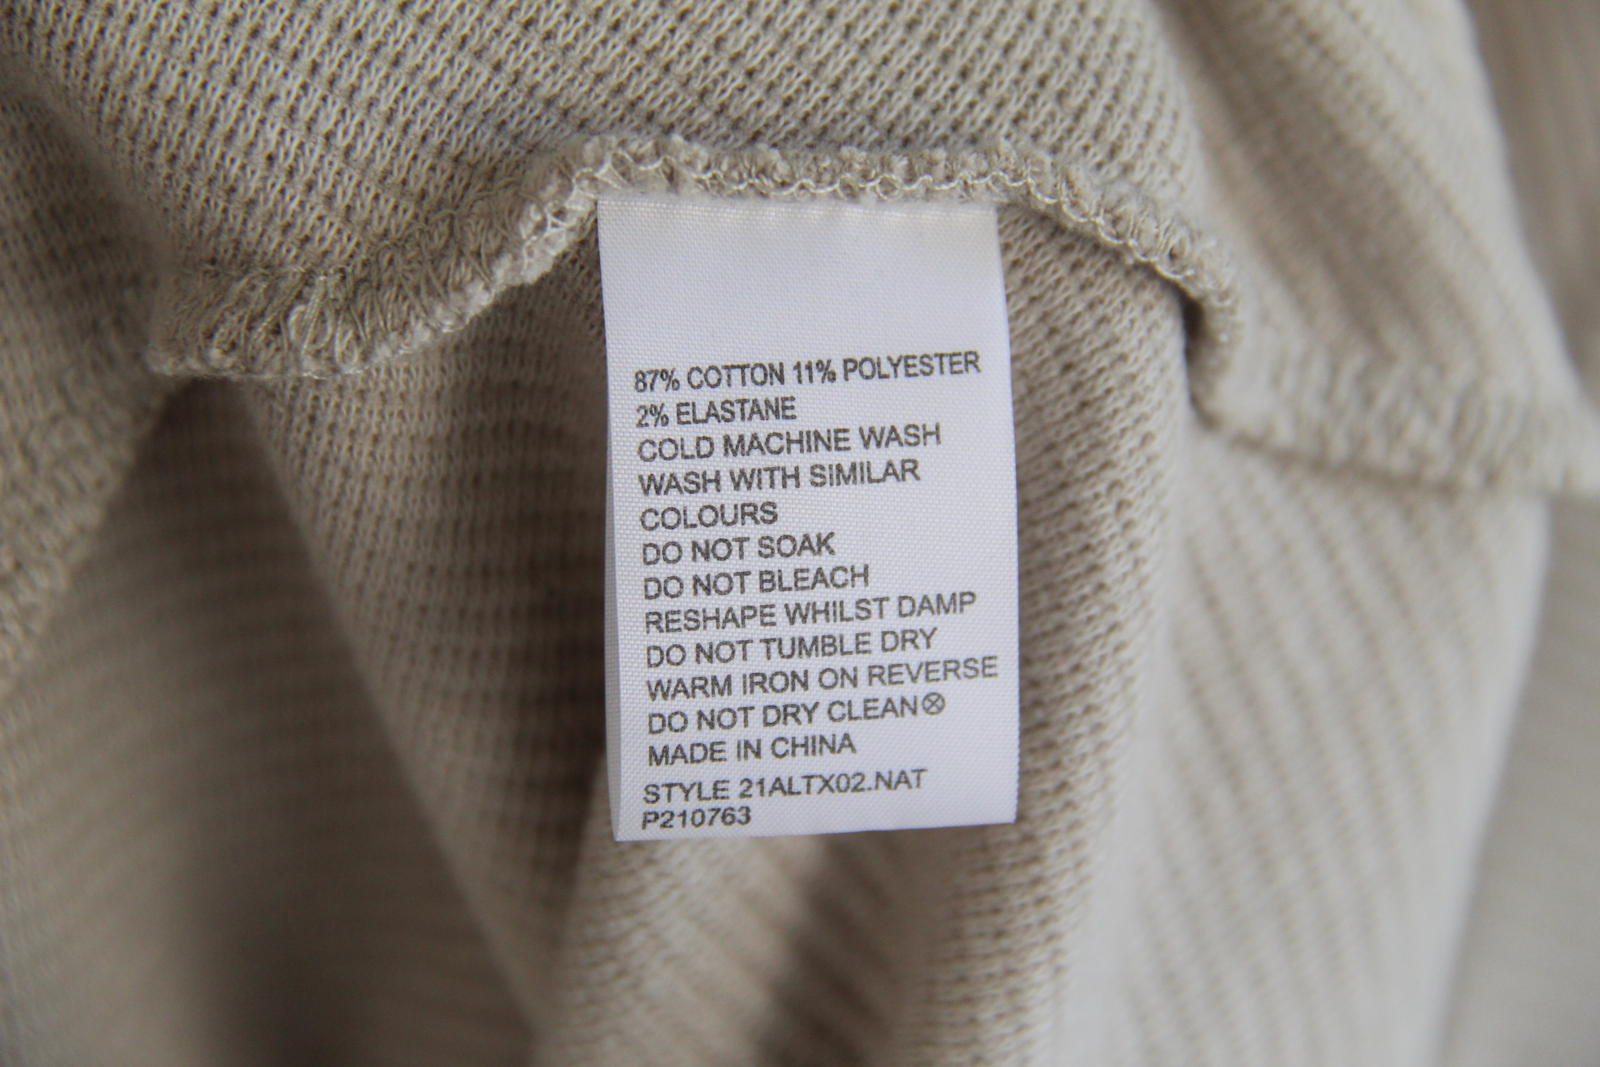 87% COTTON 11% POLYESTER
2% ELASTANE
COLD MACHINE WASH
WASH WITH SIMILAR
COLOURS
DO NOT SOAK
DO NOT BLEACH
RESHAPE WHILST DAMP
DO NOT TUMBLE DRY
WARM IRON ON REVERSE
DO NOT DRY CLEAN
MADE IN CHINA
STYLE 21ALTX02.NAT
P210763